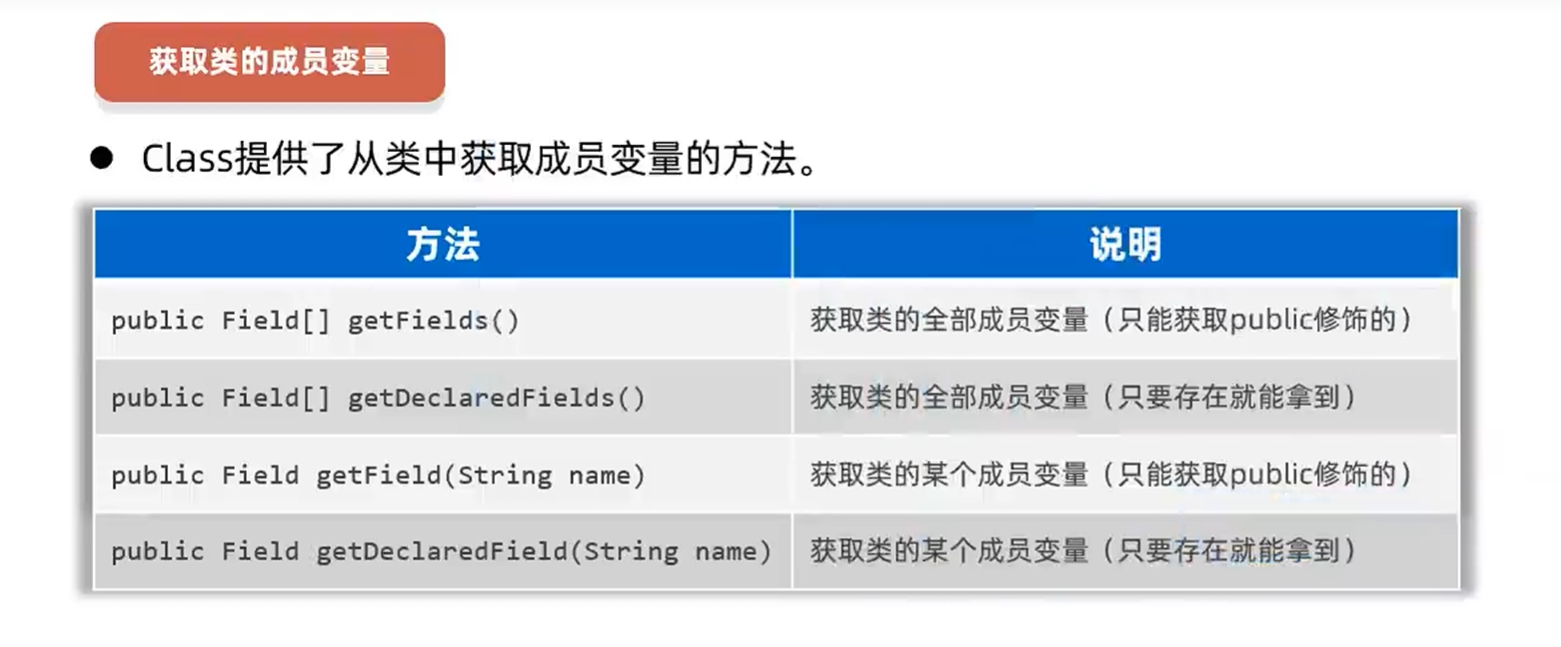 获取类的成员变量
● Class提供了从类中获取成员变量的方法。
方法 说明
public Field[] getFields() 获取类的全部成员变量（只能获取public修饰的）
public Field[] getDeclaredFields() 获取类的全部成员变量（只要存在就能拿到）
public Field getField(String name) 获取类的某个成员变量（只能获取public修饰的）
public Field getDeclaredField(String name) 获取类的某个成员变量（只要存在就能拿到）